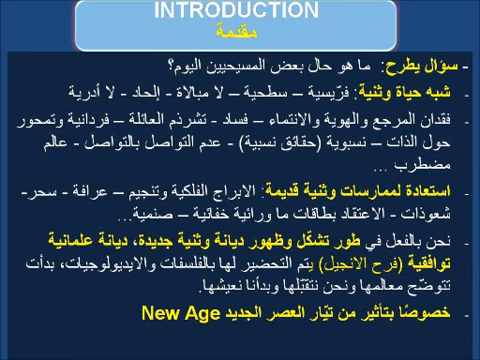 INTRODUCTION
مقدمة
- سؤال يطرح: ما هو حال بعض المسيحيين اليوم؟
- شبه حياة وثنية: فرّيسية – سطحية – لا مبالاة - إلحاد - لا أدرية
- فقدان المرجع والهوية والانتماء – فساد - تشرذم العائلة – فردانية وتمحور
حول الذات – نسبوية (حقائق نسبية) - عدم التواصل بالتواصل - عالم
مضطرب ...
- استعادة لممارسات وثنية قديمة: الابراج الفلكية وتنجيم – عرافة - سحر-
شعوذات - الاعتقاد بطاقات ما ورائية خفائية – صنمية...
- نحن بالفعل في طور تشكّل وظهور ديانة وثنية جديدة، ديانة علمانية
توافقية (فرح الانجيل) يتم التحضير لها بالفلسفات والايديولوجيات، بدأت
تتوضّح معالمها ونحن نتقبّلها وبدأنا نعيشها.
- خصوصًا بتأثير من تيّار العصر الجديد New Age